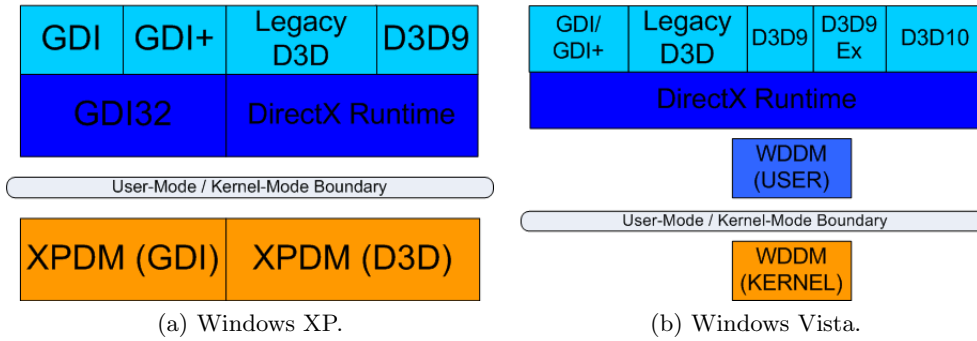 GDI
GDI+
Legacy
D3D
D3D9
GDI32
DirectX Runtime
User-Mode / Kernel-Mode Boundary
XPDM (GDI)
XPDM (D3D)
(a) Windows XP.
GDI/
GDI+
Legacy
D3D
D3D9
D3D9
Ex
D3D10
DirectX Runtime
WDDM
(USER)
User-Mode / Kernel-Mode Boundary
WDDM
(KERNEL)
(b) Windows Vista.